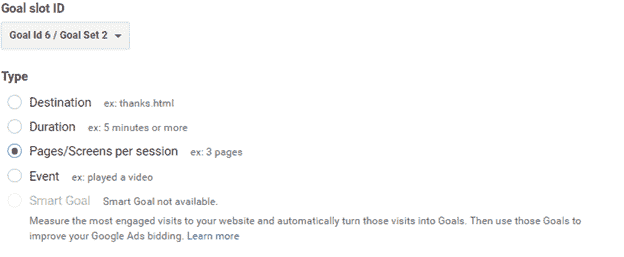 Goal slot ID
Goal Id 6 / Goal Set 2
Type
Destination ex: thanks.html
Duration ex: 5 minutes or more
Pages/Screens per session ex: 3 pages
Event ex: played a video
Smart Goal Smart Goal not available.
Measure the most engaged visits to your website and automatically turn those visits into Goals. Then use those Goals to
improve your Google Ads bidding. Learn more